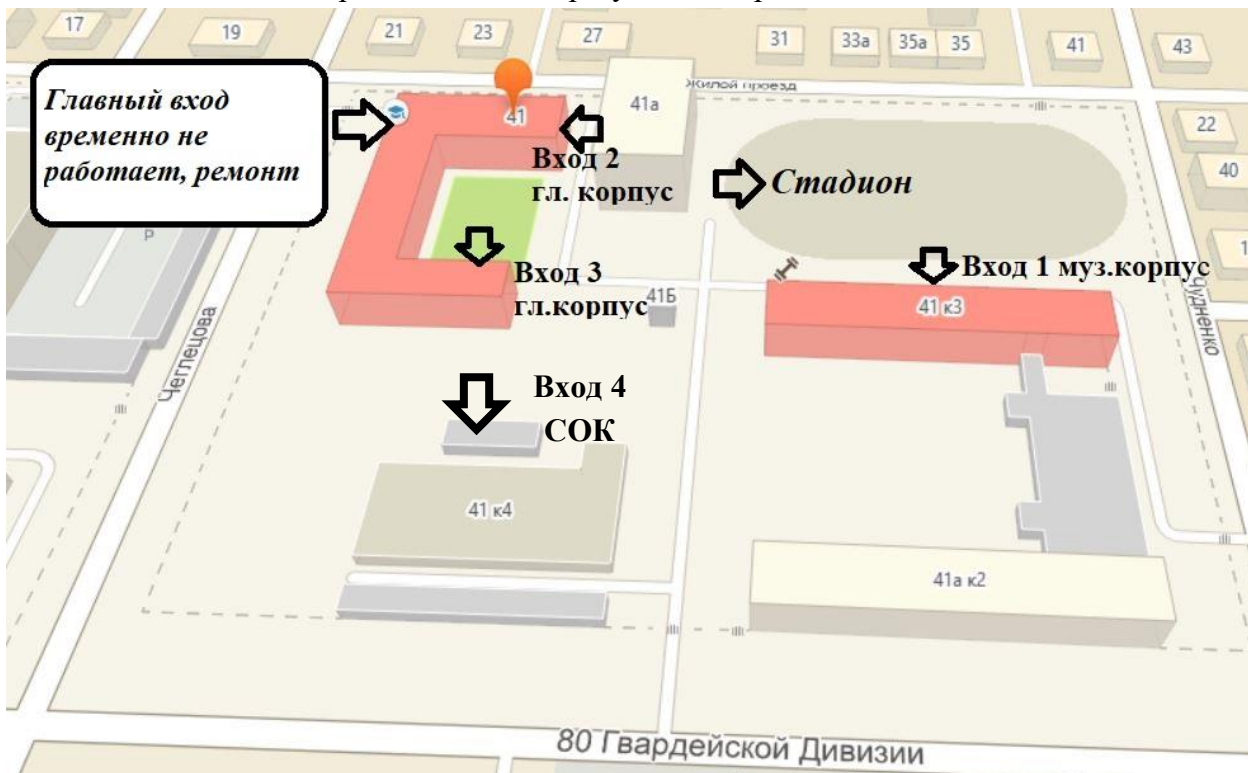 17
19
21
23
27
31
33а
35а
35
41
43
Главный вход
временно не
работает, ремонт
41
41а
Жилой проезд
22
40
Вход 2
гл. корпус
Стадион
Р
Вход 3
гл.корпус
41Б
Вход 1 муз.корпус
41 к3
Чудненко
Чеглецова
Вход 4
СОК
41 к4
41а к2
80 Гвардейской Дивизии